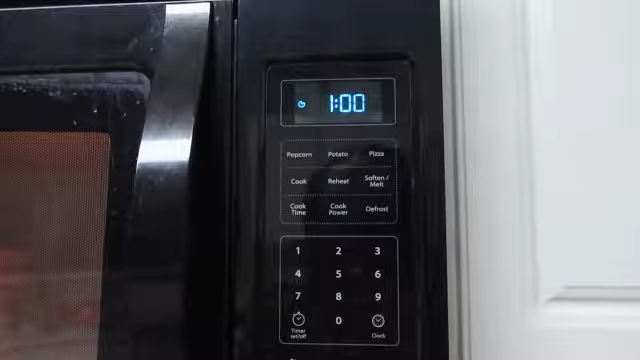 1:00
Popcorn Potato Pizza
Cook Reheat Soften /
Melt
Cook
Time
Cook
Power
Defrost
1 2 3
4 5 6
7 8 9
0
Timer
set/off
Clock